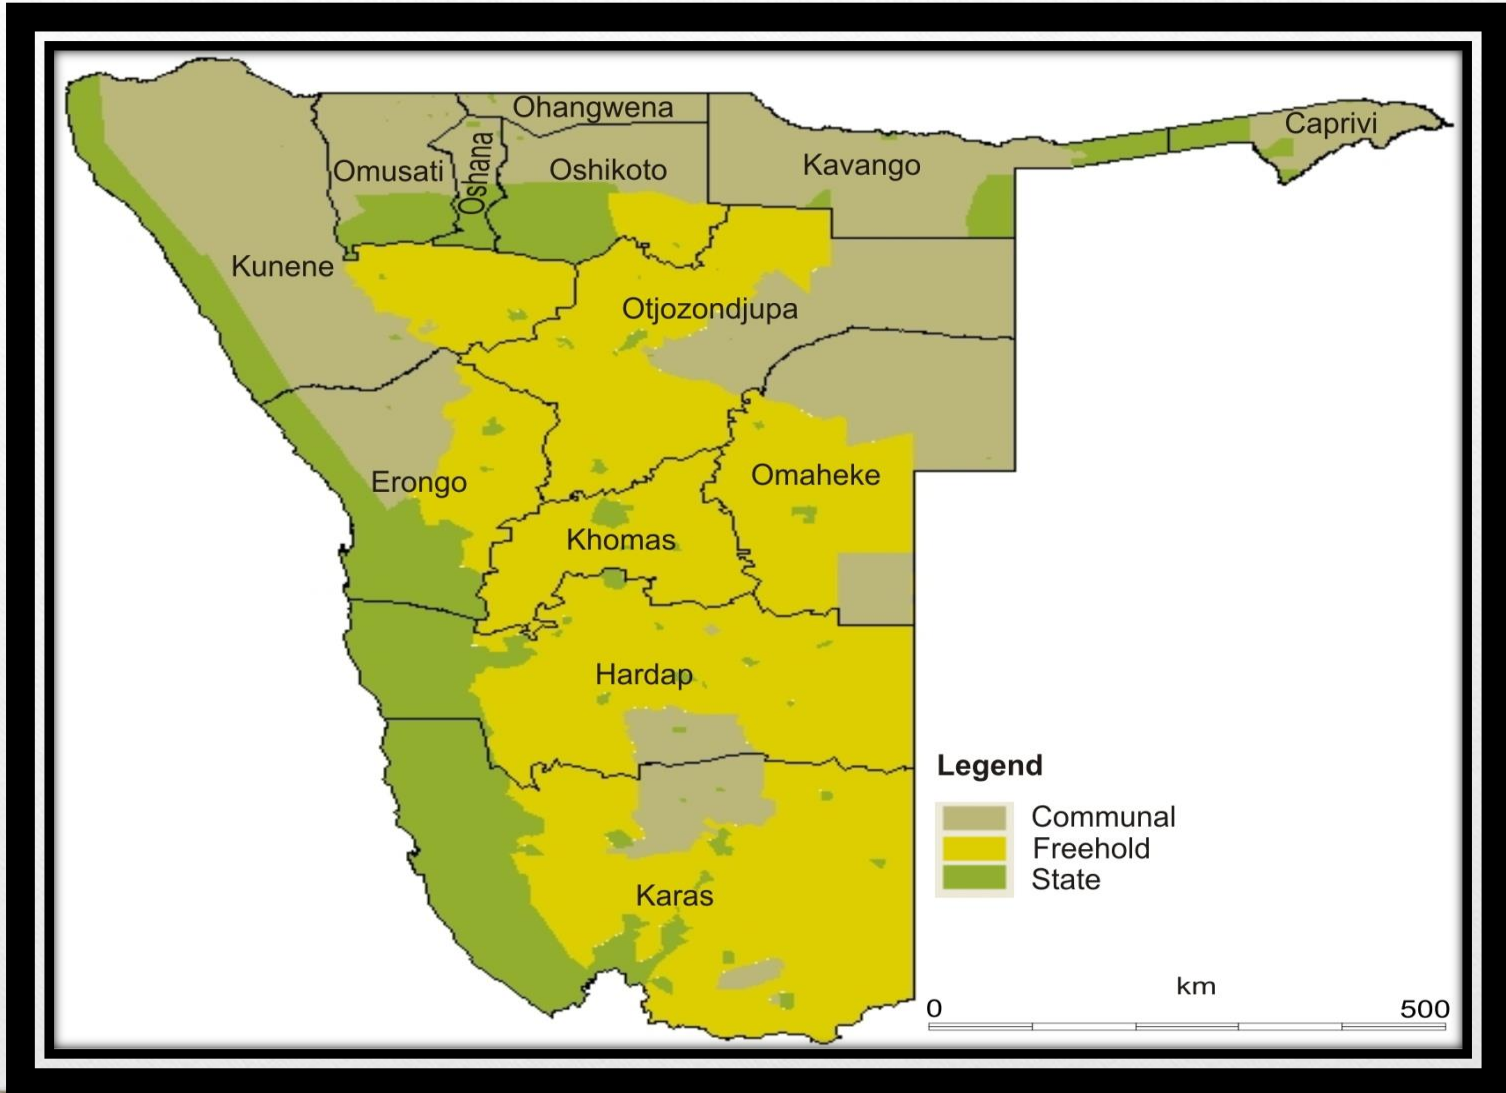 Ohangwena
Caprivi
Omusati
Oshana
Oshikoto
Kavango
Kunene
Otjozondjupa
Erongo
Omaheke
Khomas
Hardap
Karas
Legend
Communal
Freehold
State
km
0 500